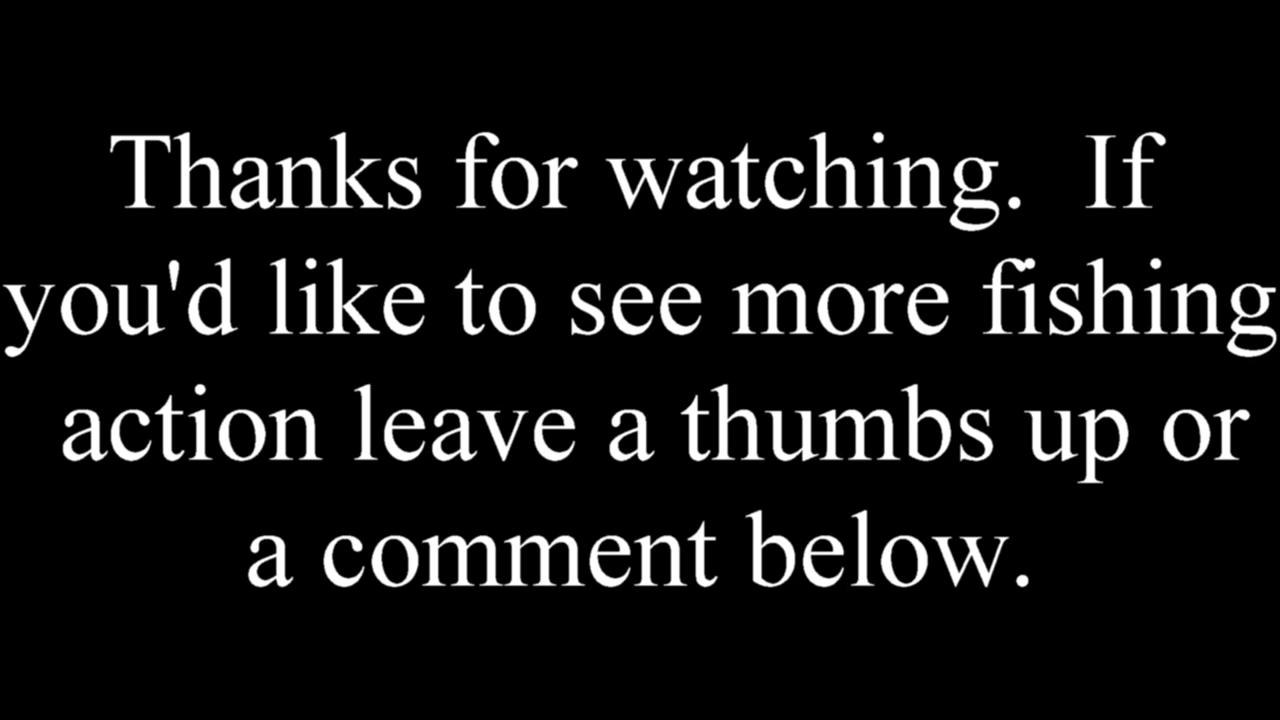 Thanks for watching.  If
you'd like to see more fishing
action leave a thumbs up or
a comment below.